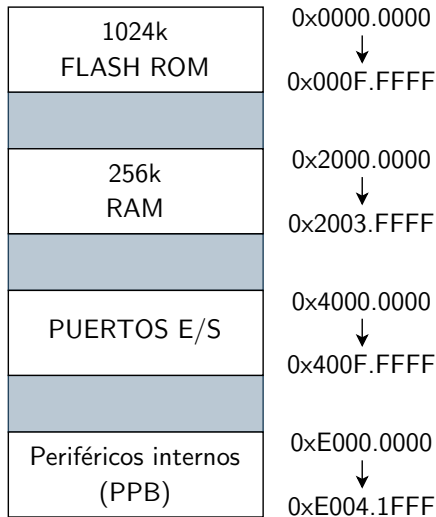 1024k
FLASH ROM
0x0000.0000
0x000F.FFFF
256k
RAM
0x2000.0000
0x2003.FFFF
PUERTOS E/S
0x4000.0000
0x400F.FFFF
Periféricos internos
(PPB)
0xE000.0000
0xE004.1FFF